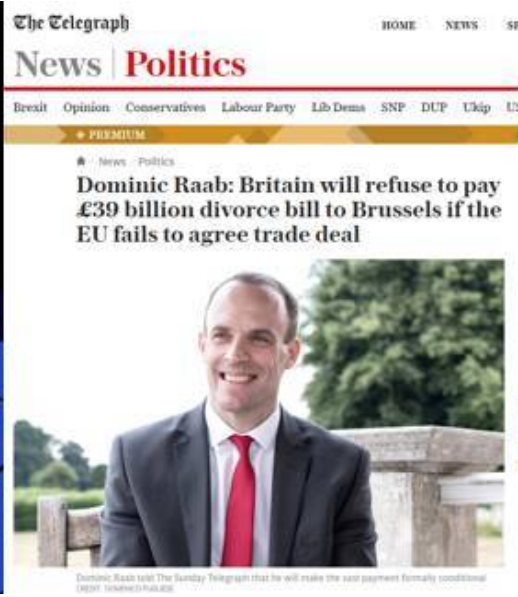 The Telegraph
HOME NEWS
News Politics
Brexit Opinion Conservatives Labour Party Lib Dems SNP DUP Ukip
+ PREMIUM
News Politics
Dominic Raab: Britain will refuse to pay
£39 billion divorce bill to Brussels if the
EU fails to agree trade deal
Dominic Raab told The Sunday Telegraph that he will make the vast payment formally conditional
CREDIT: